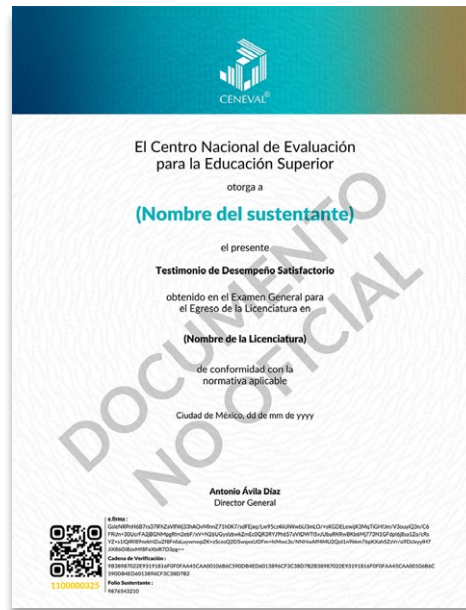 CENEVAL®
El Centro Nacional de Evaluación
para la Educación Superior
otorga a
(Nombre del sustentante)
el presente
Testimonio de Desempeño Satisfactorio
obtenido en el Examen General para
el Egreso de la Licenciatura en
(Nombre de la Licenciatura)
de conformidad con la
normativa aplicable
Ciudad de México, dd de mm de yyyy
DOCUMENTO
NO OFICIAL
Antonio Ávila Díaz
Director General
e.firma :
Cadena de Verificación :
Folio Sustentante :
9876543210
1100000325